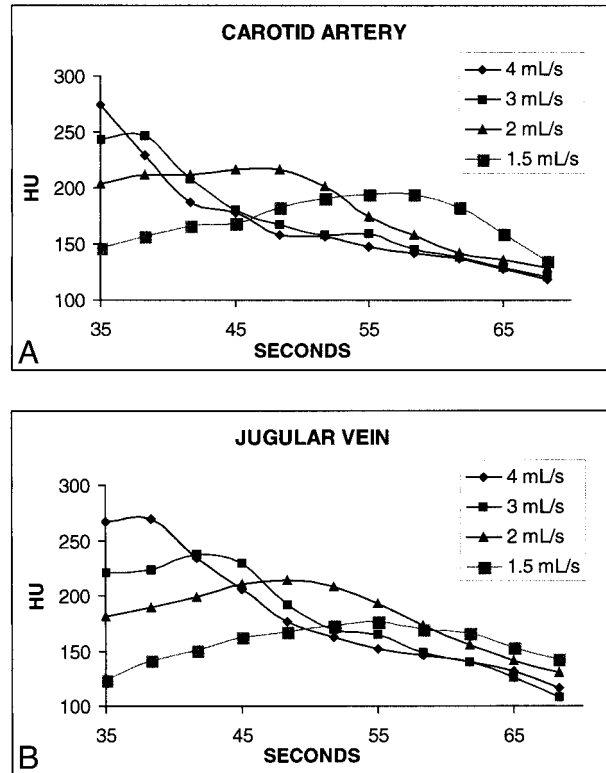 CAROTID ARTERY
4 mL/s
3 mL/s
2 mL/s
1.5 mL/s
300
250
200
150
100
HU
35 45 55 65
SECONDS
A
JUGULAR VEIN
4 mL/s
3 mL/s
2 mL/s
1.5 mL/s
300
250
200
150
100
HU
35 45 55 65
SECONDS
B